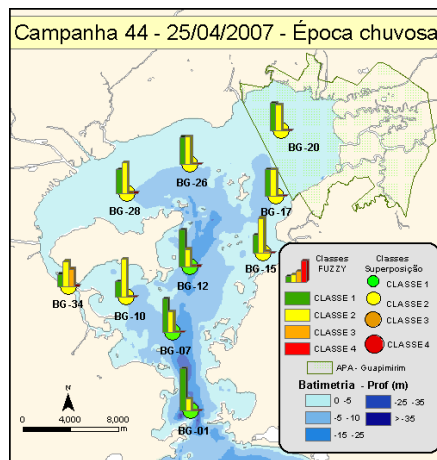 Campanha 44 - 25/04/2007 - Época chuvosa
BG-20
BG-26
BG-28
BG-17
BG-15
BG-12
BG-34
BG-10
BG-07
BG-01
N
8,000 4,000 0 8,000
m
Classes FUZZY
CLASSE 1
CLASSE 2
CLASSE 3
CLASSE 4
Classes Superposição
CLASSE 1
CLASSE 2
CLASSE 3
CLASSE 4
APA - Guapimirim
Batimetria - Prof (m)
0 -5
-5 -10
-15 -25
-25 -35
>-35